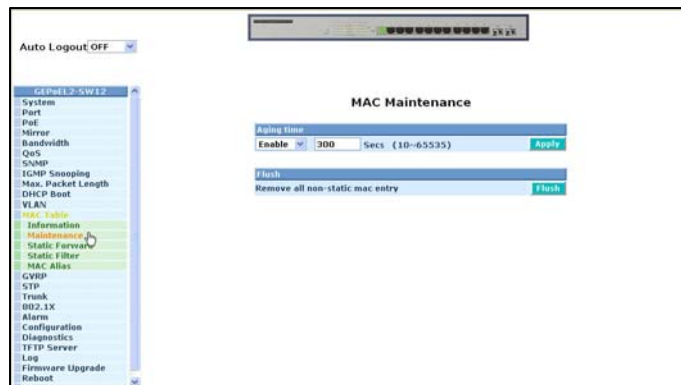 Auto Logout OFF
GEPoEL2-SW12
System
Port
PoE
Mirror
Bandwidth
QoS
SNMP
IGMP Snooping
Max. Packet Length
DHCP Boot
VLAN
MAC Table
Information
Maintenance
Static Forward
Static Filter
MAC Alias
GVRP
STP
Trunk
802.1X
Alarm
Configuration
Diagnostics
TFTP Server
Log
Firmware Upgrade
Reboot
MAC Maintenance
Aging time
Enable 300 Secs (10~65535) Apply
Flush
Remove all non-static mac entry Flush